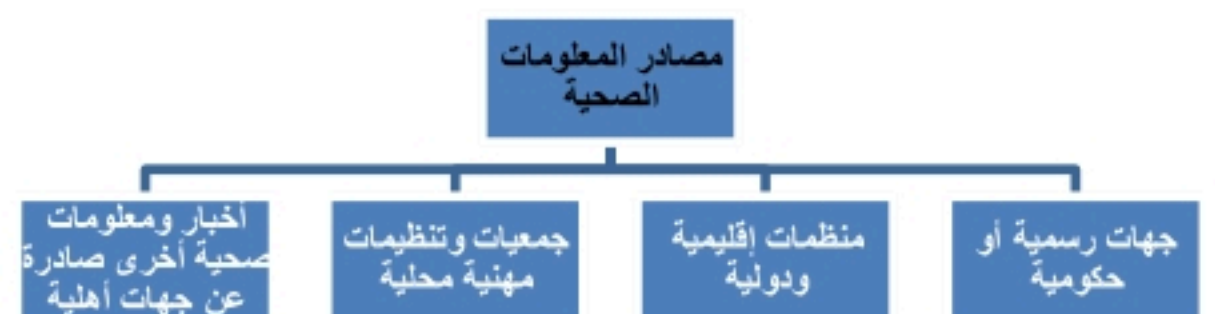 مصادر المعلومات
الصحية
جهات رسمية أو
حكومية
منظمات إقليمية
ودولية
جمعيات وتنظيمات
مهنية محلية
أخبار ومعلومات
صحية أخرى صادرة
عن جهات أهلية